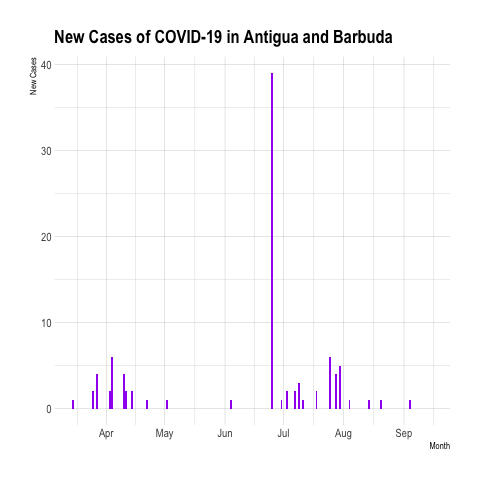 New Cases of COVID-19 in Antigua and Barbuda
New Cases
40
30
20
10
0
Apr May Jun Jul Aug Sep
Month